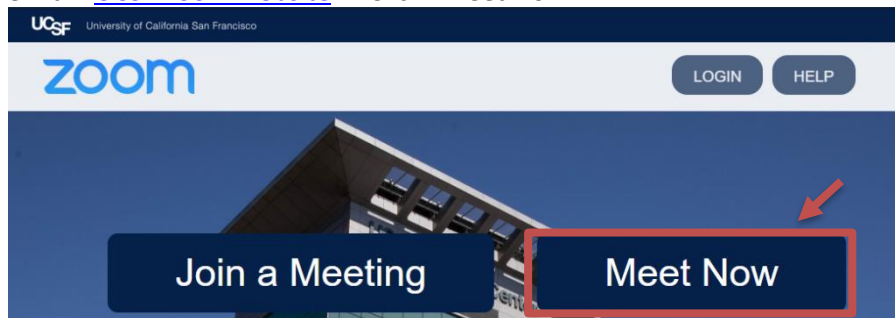 UCSF University of California San Francisco
zoom
LOGIN HELP
Join a Meeting Meet Now